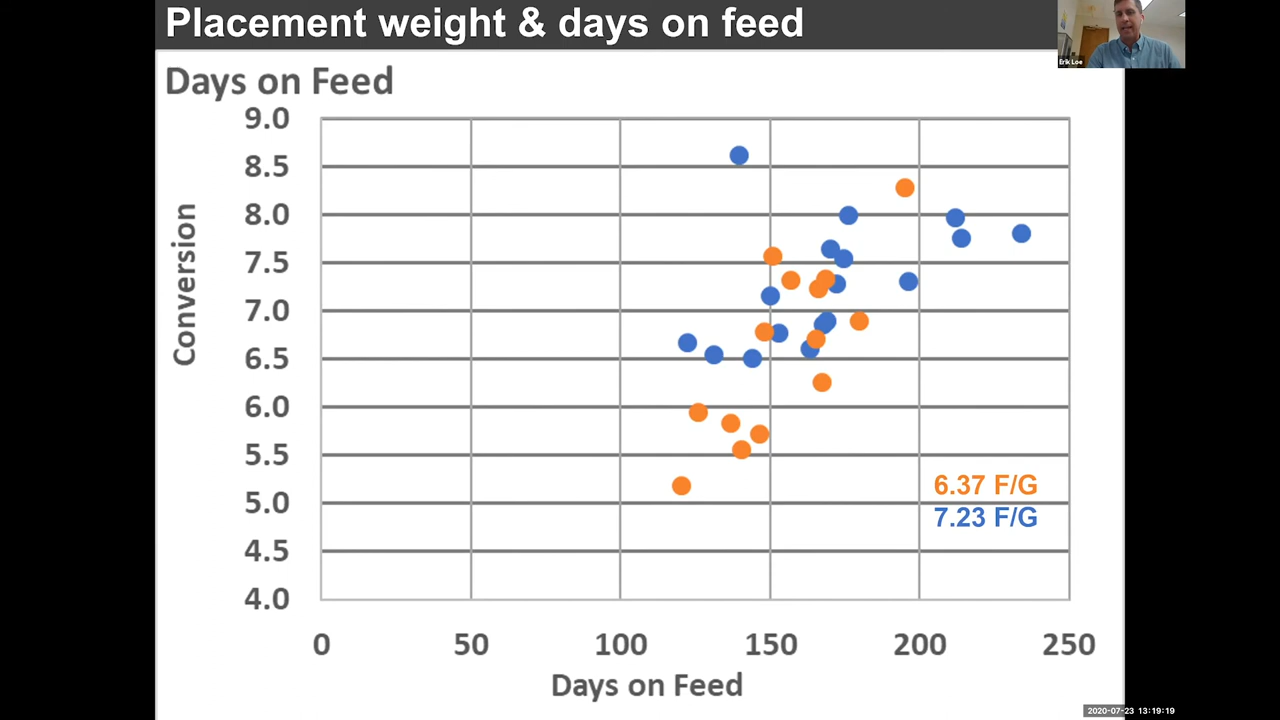 Placement weight & days on feed
Erik Loe
Days on Feed
9.0
8.5
8.0
7.5
7.0
6.5
6.0
5.5
5.0
4.5
4.0
Conversion
6.37 F/G
7.23 F/G
0 50 100 150 200 250
Days on Feed
2020-07-23 13:19:19